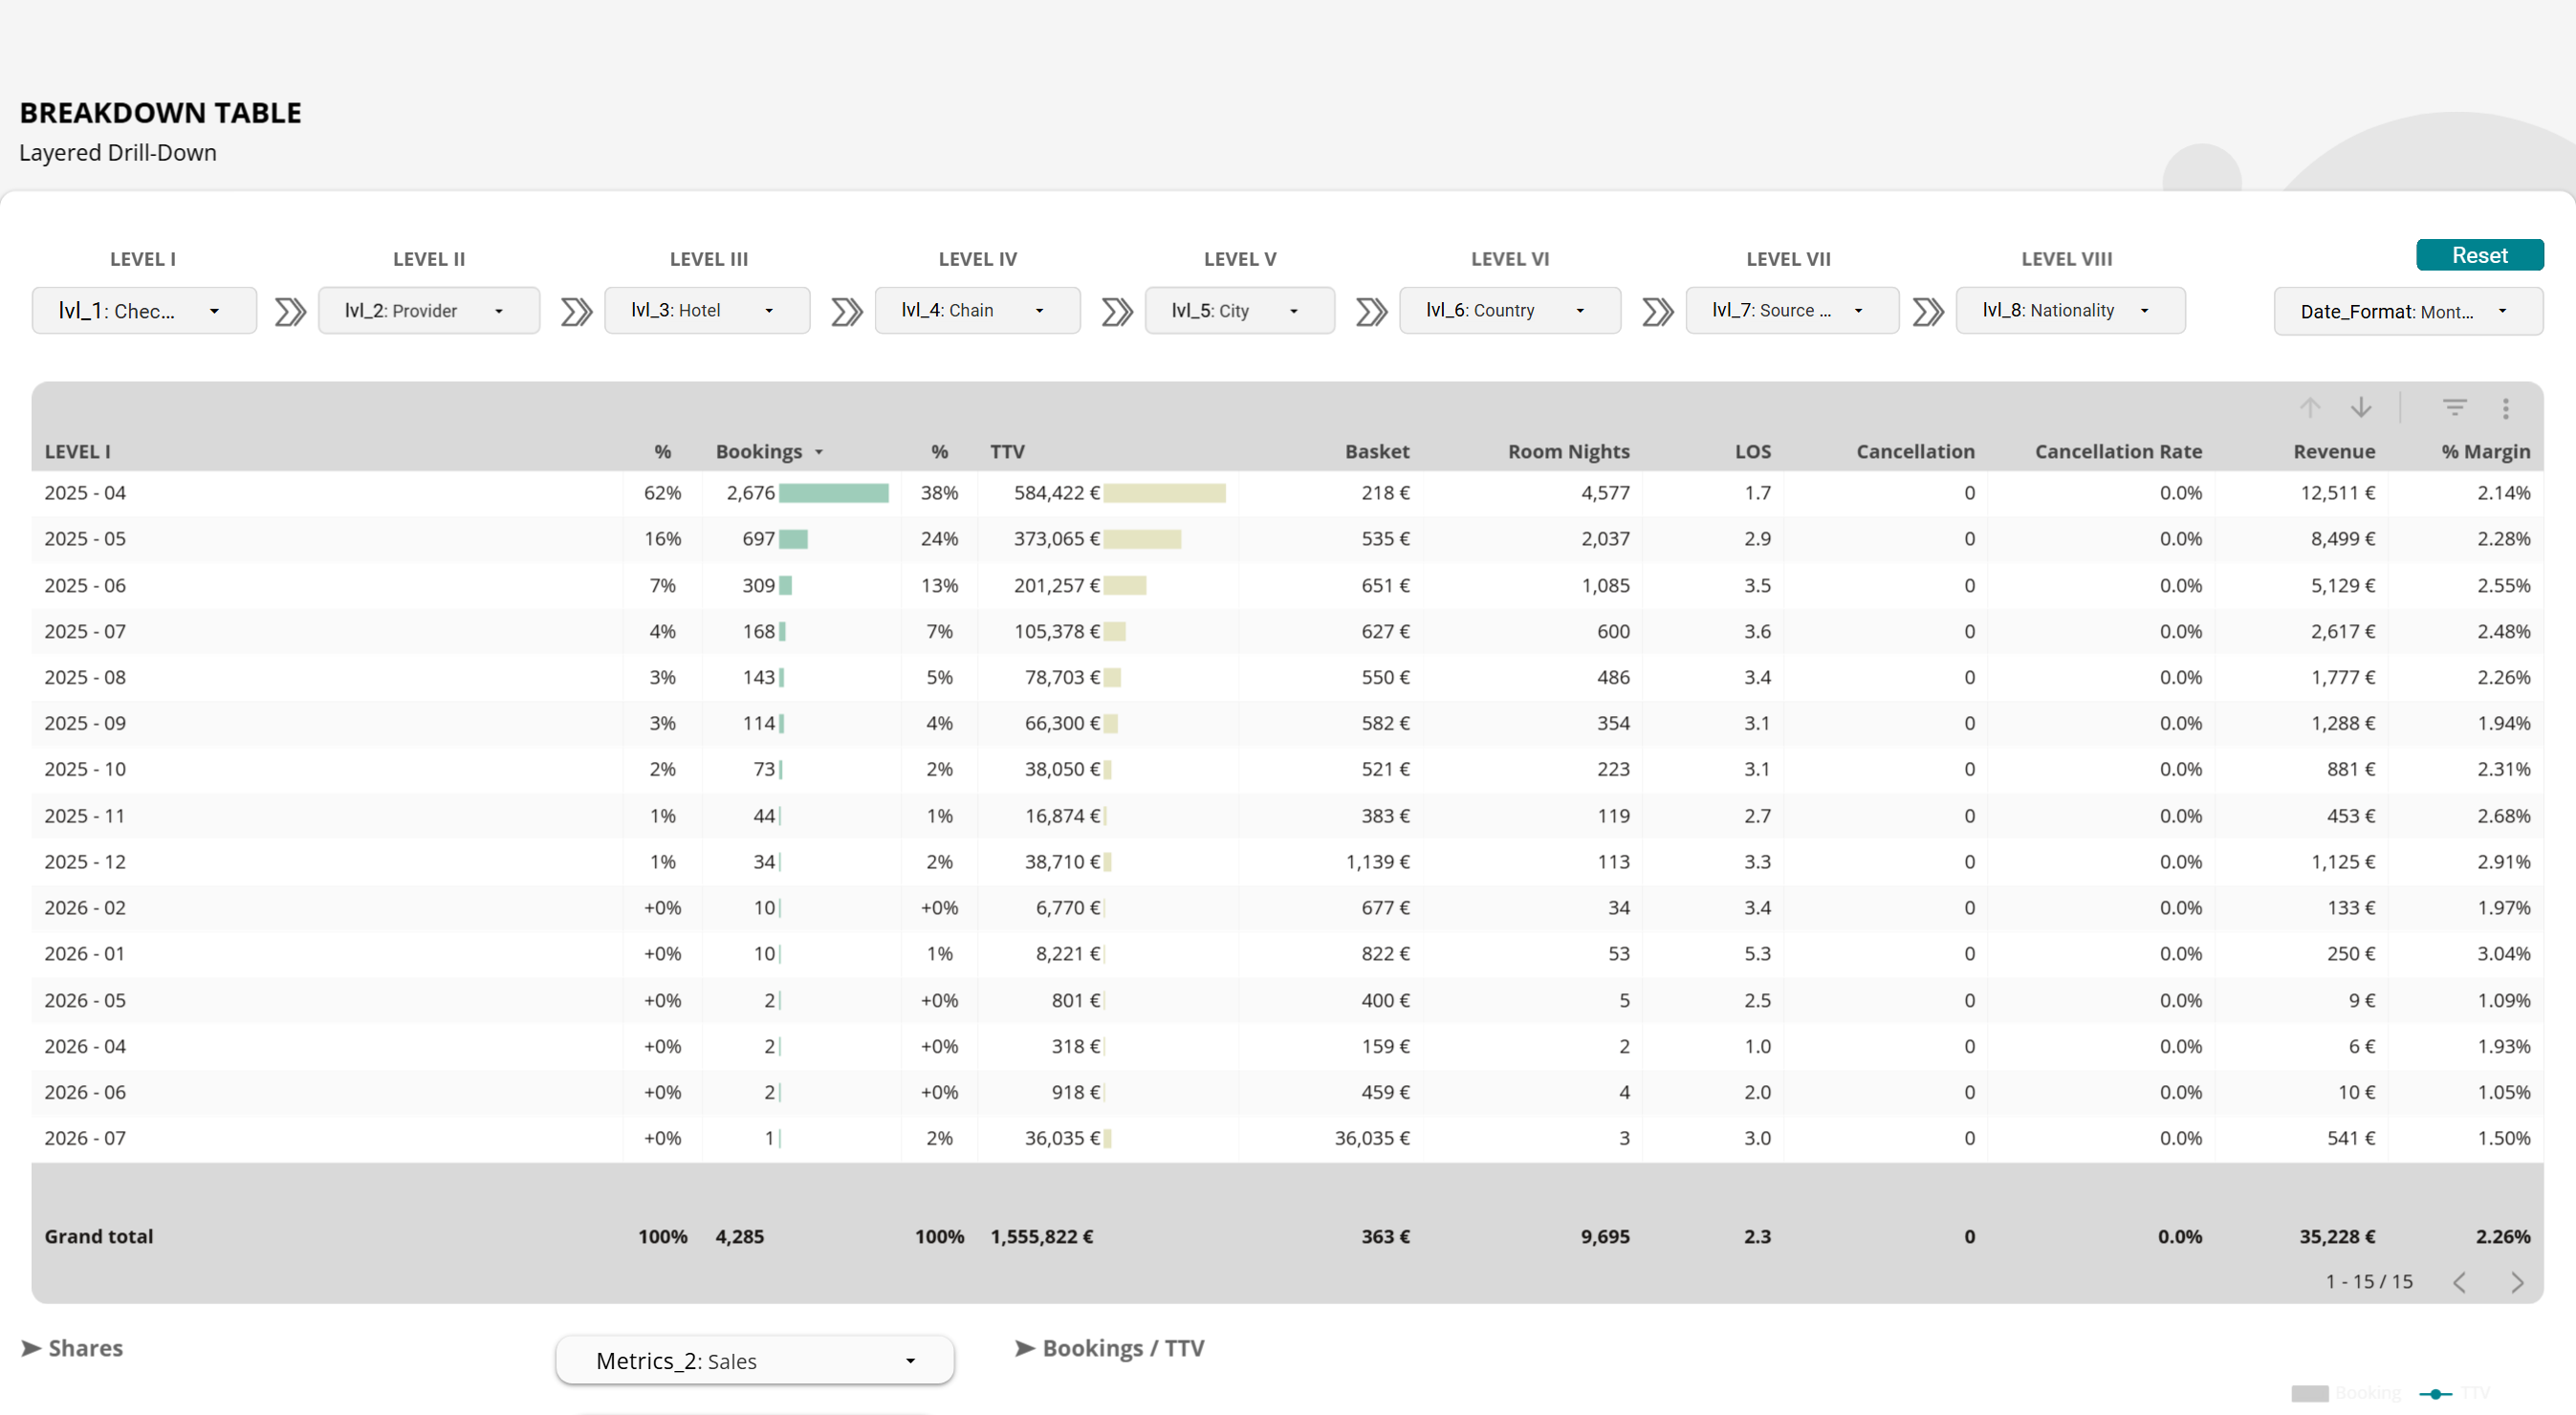 BREAKDOWN TABLE
Layered Drill-Down
LEVEL I LEVEL II LEVEL III LEVEL IV LEVEL V LEVEL VI LEVEL VII LEVEL VIII Reset
lvl_1: Chec... lvl_2: Provider lvl_3: Hotel lvl_4: Chain lvl_5: City lvl_6: Country lvl_7: Source ... lvl_8: Nationality Date_Format: Mont...
LEVEL I % Bookings % TTV Basket Room Nights LOS Cancellation Cancellation Rate Revenue % Margin
2025 - 04 62% 2,676 38% 584,422 € 218 € 4,577 1.7 0 0.0% 12,511 € 2.14%
2025 - 05 16% 697 24% 373,065 € 535 € 2,037 2.9 0 0.0% 8,499 € 2.28%
2025 - 06 7% 309 13% 201,257 € 651 € 1,085 3.5 0 0.0% 5,129 € 2.55%
2025 - 07 4% 168 7% 105,378 € 627 € 600 3.6 0 0.0% 2,617 € 2.48%
2025 - 08 3% 143 5% 78,703 € 550 € 486 3.4 0 0.0% 1,777 € 2.26%
2025 - 09 3% 114 4% 66,300 € 582 € 354 3.1 0 0.0% 1,288 € 1.94%
2025 - 10 2% 73 2% 38,050 € 521 € 223 3.1 0 0.0% 881 € 2.31%
2025 - 11 1% 44 1% 16,874 € 383 € 119 2.7 0 0.0% 453 € 2.68%
2025 - 12 1% 34 2% 38,710 € 1,139 € 113 3.3 0 0.0% 1,125 € 2.91%
2026 - 02 +0% 10 +0% 6,770 € 677 € 34 3.4 0 0.0% 133 € 1.97%
2026 - 01 +0% 10 1% 8,221 € 822 € 53 5.3 0 0.0% 250 € 3.04%
2026 - 05 +0% 2 +0% 801 € 400 € 5 2.5 0 0.0% 9 € 1.09%
2026 - 04 +0% 2 +0% 318 € 159 € 2 1.0 0 0.0% 6 € 1.93%
2026 - 06 +0% 2 +0% 918 € 459 € 4 2.0 0 0.0% 10 € 1.05%
2026 - 07 +0% 1 2% 36,035 € 36,035 € 3 3.0 0 0.0% 541 € 1.50%
Grand total 100% 4,285 100% 1,555,822 € 363 € 9,695 2.3 0 0.0% 35,228 € 2.26%
1 - 15 / 15
Shares Metrics_2: Sales Bookings / TTV
Booking TTV